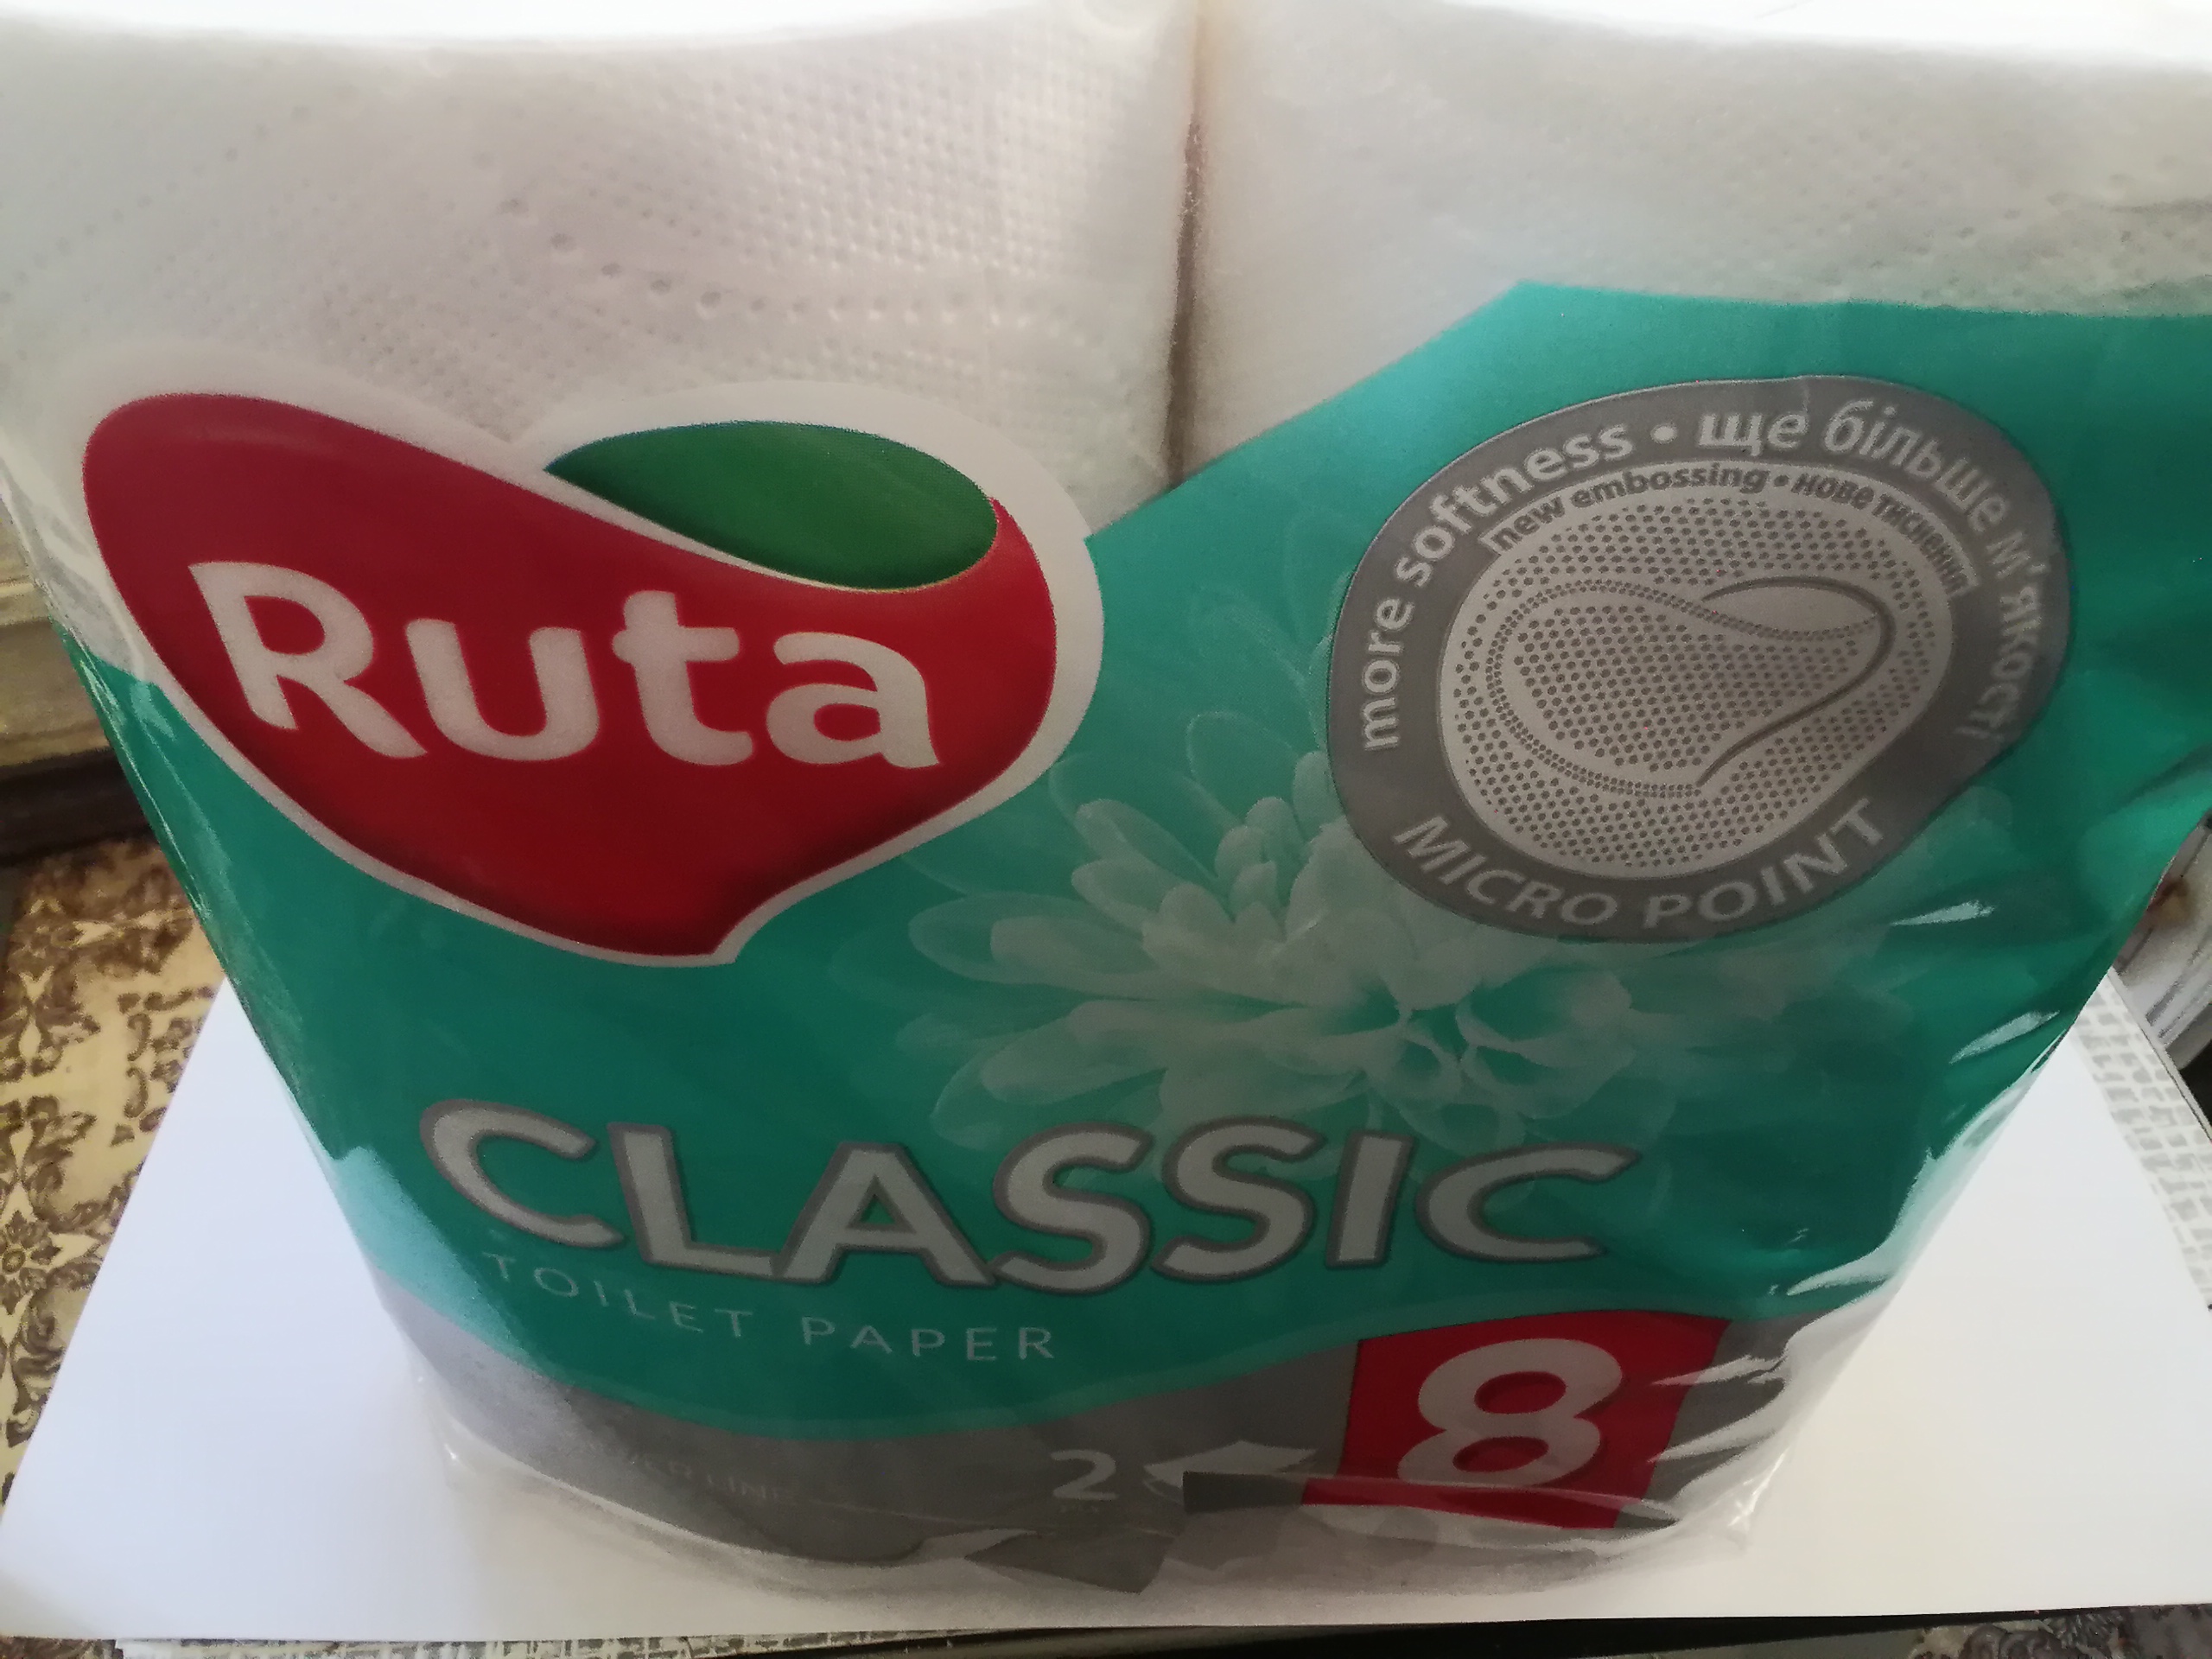 Ruta
more softness • ще більше м'якості
new embossing • нове тиснення
MICRO POINT
CLASSIC
TOILET PAPER
2
8